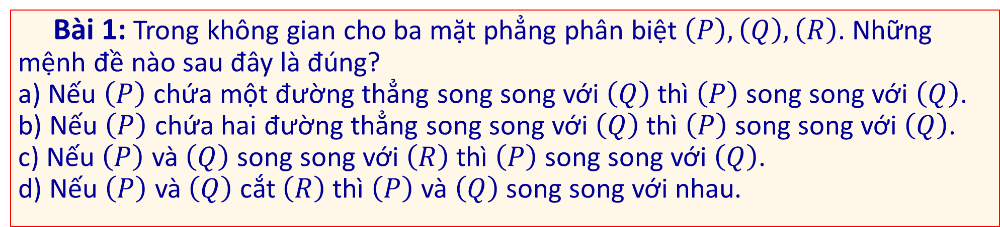 Bài 1: Trong không gian cho ba mặt phẳng phân biệt (P), (Q), (R). Những
mệnh đề nào sau đây là đúng?
a) Nếu (P) chứa một đường thẳng song song với (Q) thì (P) song song với (Q).
b) Nếu (P) chứa hai đường thẳng song song với (Q) thì (P) song song với (Q).
c) Nếu (P) và (Q) song song với (R) thì (P) song song với (Q).
d) Nếu (P) và (Q) cắt (R) thì (P) và (Q) song song với nhau.